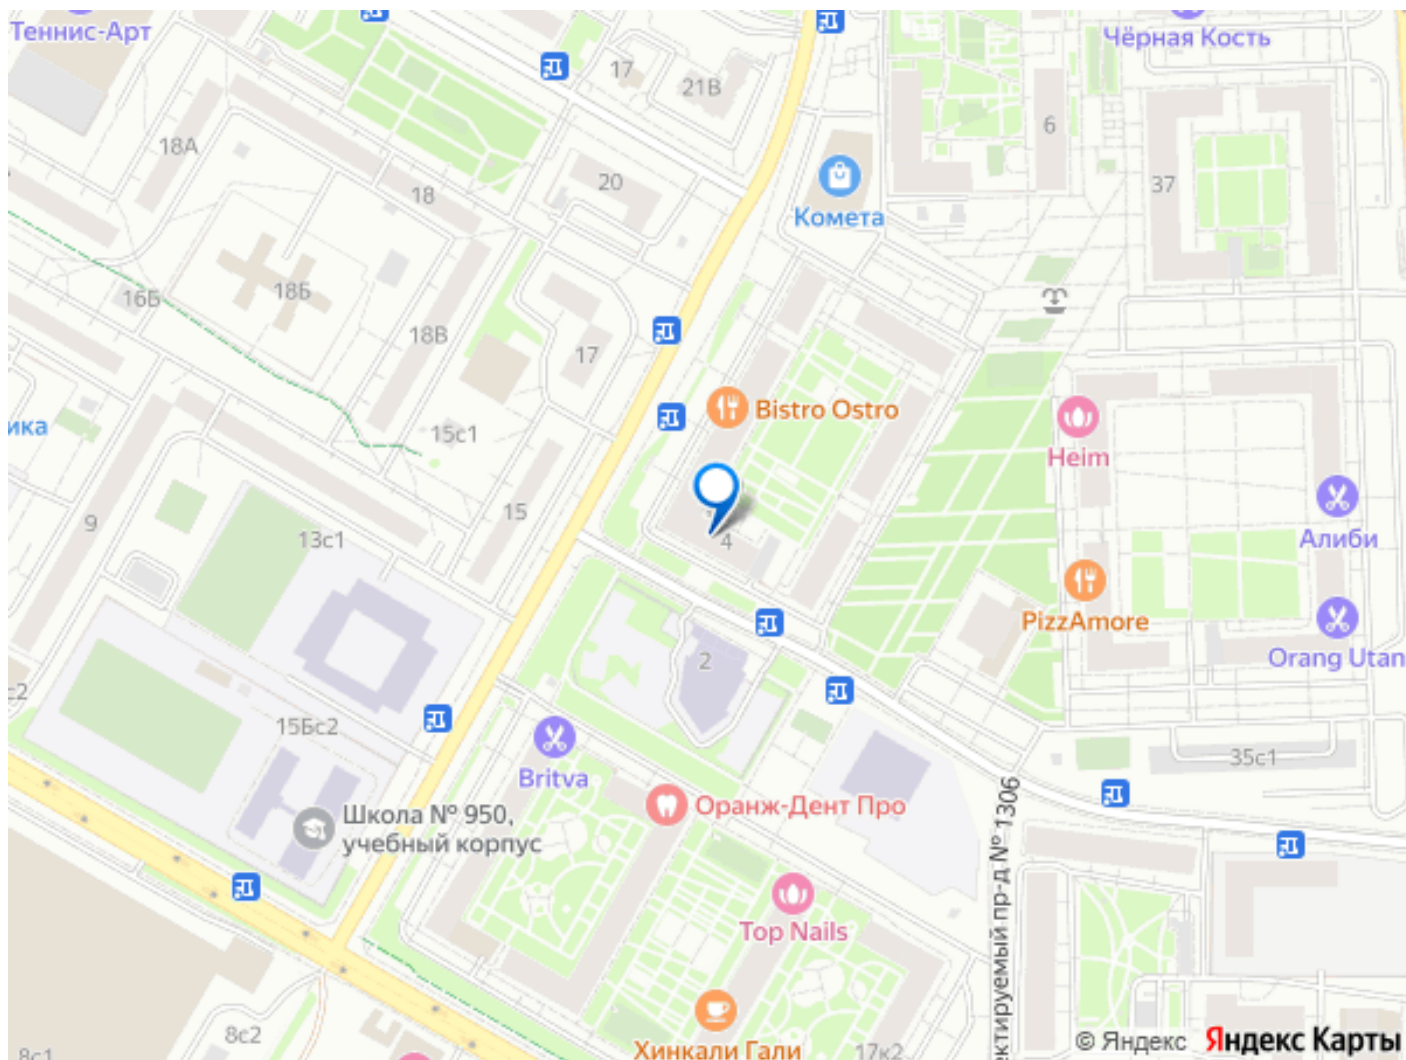 Теннис-Арт
Чёрная Кость
17
21В
6
18А
20
18
37
Комета
18Б
16Б
18В
17
Bistro Ostro
ика
15с1
Heim
9
15
13с1
4
Алиби
PizzAmore
Orang Utan
2
с2
15Бс2
Britva
35с1
Оранж-Дент Про
Школа № 950,
учебный корпус
ектируемый пр-д № 1306
Top Nails
8с2
8с1
Хинкали Гали
17к2
© Яндекс Яндекс Карты